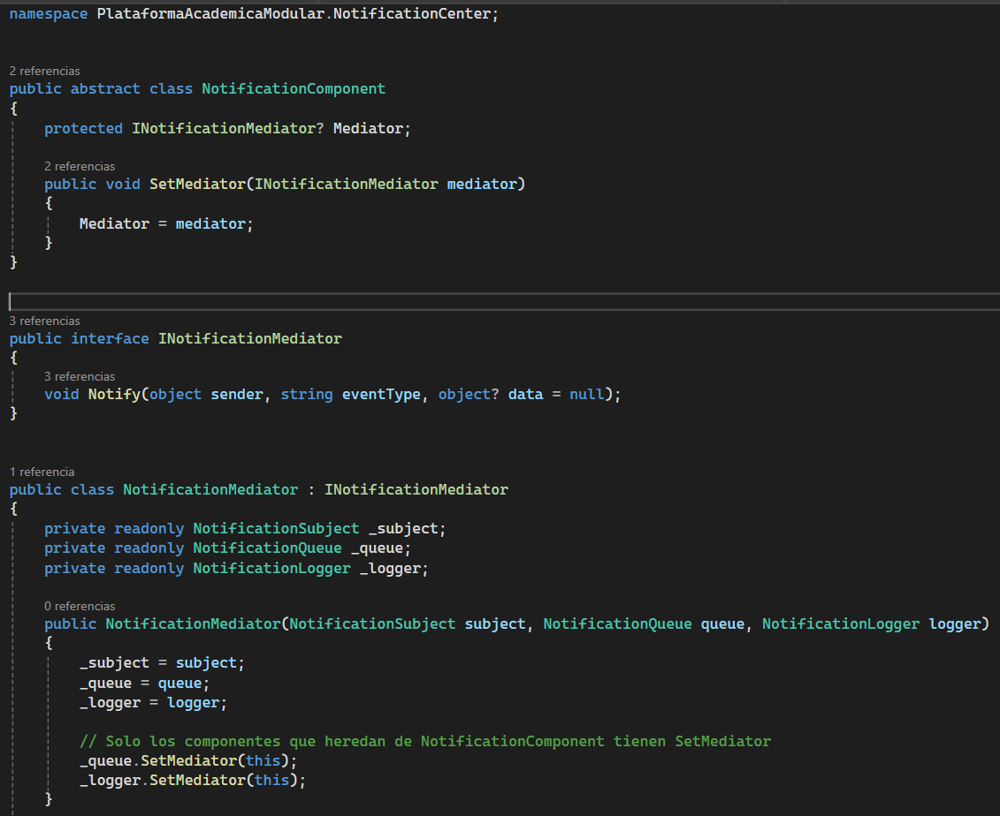 namespace PlataformaAcademicaModular.NotificationCenter;
2 referencias
public abstract class NotificationComponent
{
protected INotificationMediator? Mediator;
2 referencias
public void SetMediator(INotificationMediator mediator)
{
Mediator = mediator;
}
}
3 referencias
public interface INotificationMediator
{
3 referencias
void Notify(object sender, string eventType, object? data = null);
}
1 referencia
public class NotificationMediator : INotificationMediator
{
private readonly NotificationSubject _subject;
private readonly NotificationQueue _queue;
private readonly NotificationLogger _logger;
0 referencias
public NotificationMediator(NotificationSubject subject, NotificationQueue queue, NotificationLogger logger)
{
_subject = subject;
_queue = queue;
_logger = logger;
// Solo los componentes que heredan de NotificationComponent tienen SetMediator
_queue.SetMediator(this);
_logger.SetMediator(this);
}